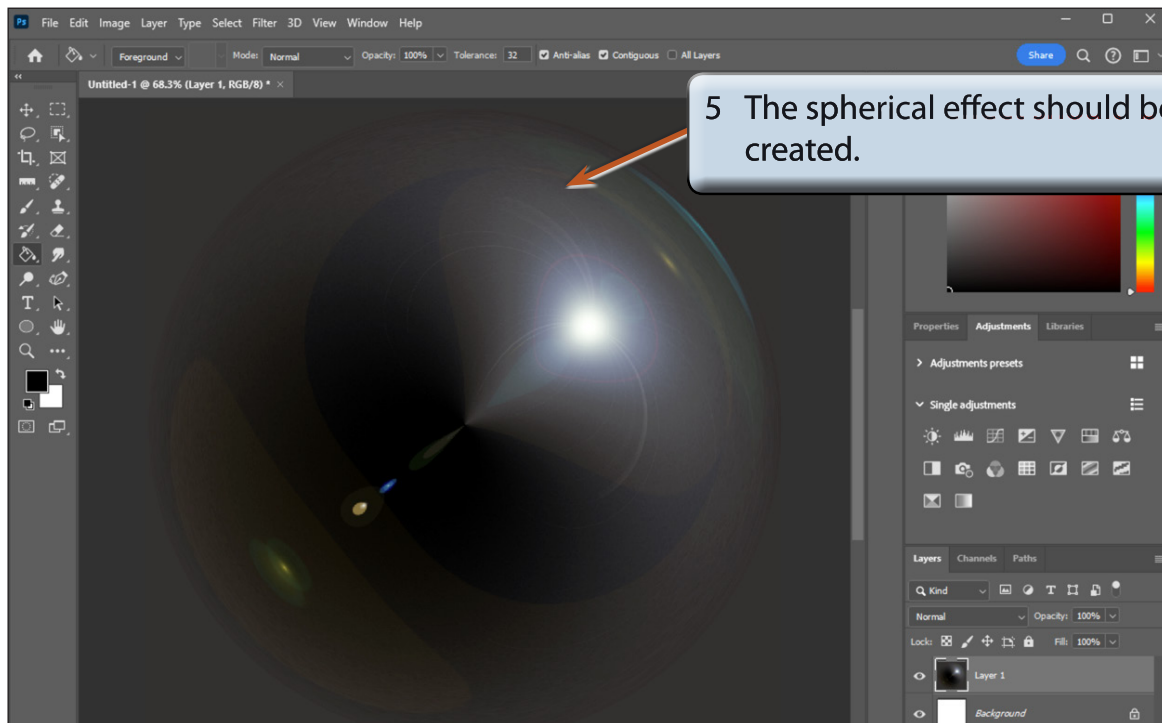 Ps File Edit Image Layer Type Select Filter 3D View Window Help
Foreground Mode: Normal Opacity: 100% Tolerance: 32 Anti-alias Contiguous All Layers Share
Untitled-1 @ 68.3% (Layer 1, RGB/8) * ×
5 The spherical effect should be
created.
Properties Adjustments Libraries
Adjustments presets
Single adjustments
Layers Channels Paths
Kind
Normal Opacity: 100%
Lock: Fill: 100%
Layer 1
Background